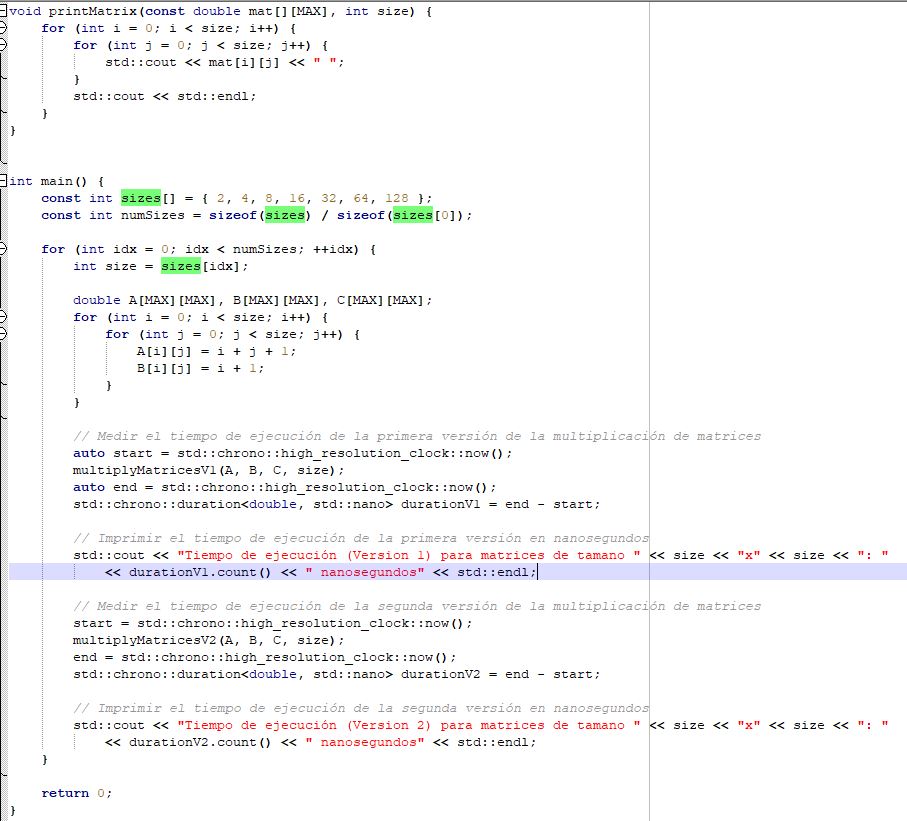 void printMatrix(const double mat[][MAX], int size) {
    for (int i = 0; i < size; i++) {
        for (int j = 0; j < size; j++) {
            std::cout << mat[i][j] << " ";
        }
        std::cout << std::endl;
    }
}
int main() {
    const int sizes[] = { 2, 4, 8, 16, 32, 64, 128 };
    const int numSizes = sizeof(sizes) / sizeof(sizes[0]);
    for (int idx = 0; idx < numSizes; ++idx) {
        int size = sizes[idx];
        double A[MAX][MAX], B[MAX][MAX], C[MAX][MAX];
        for (int i = 0; i < size; i++) {
            for (int j = 0; j < size; j++) {
                A[i][j] = i + j + 1;
                B[i][j] = i + 1;
            }
        }
        // Medir el tiempo de ejecución de la primera versión de la multiplicación de matrices
        auto start = std::chrono::high_resolution_clock::now();
        multiplyMatricesV1(A, B, C, size);
        auto end = std::chrono::high_resolution_clock::now();
        std::chrono::duration<double, std::nano> durationV1 = end - start;
        // Imprimir el tiempo de ejecución de la primera versión en nanosegundos
        std::cout << "Tiempo de ejecución (Version 1) para matrices de tamano " << size << "x" << size << ": "
            << durationV1.count() << " nanosegundos" << std::endl;
        // Medir el tiempo de ejecución de la segunda versión de la multiplicación de matrices
        start = std::chrono::high_resolution_clock::now();
        multiplyMatricesV2(A, B, C, size);
        end = std::chrono::high_resolution_clock::now();
        std::chrono::duration<double, std::nano> durationV2 = end - start;
        // Imprimir el tiempo de ejecución de la segunda versión en nanosegundos
        std::cout << "Tiempo de ejecución (Version 2) para matrices de tamano " << size << "x" << size << ": "
            << durationV2.count() << " nanosegundos" << std::endl;
    }
    return 0;
}